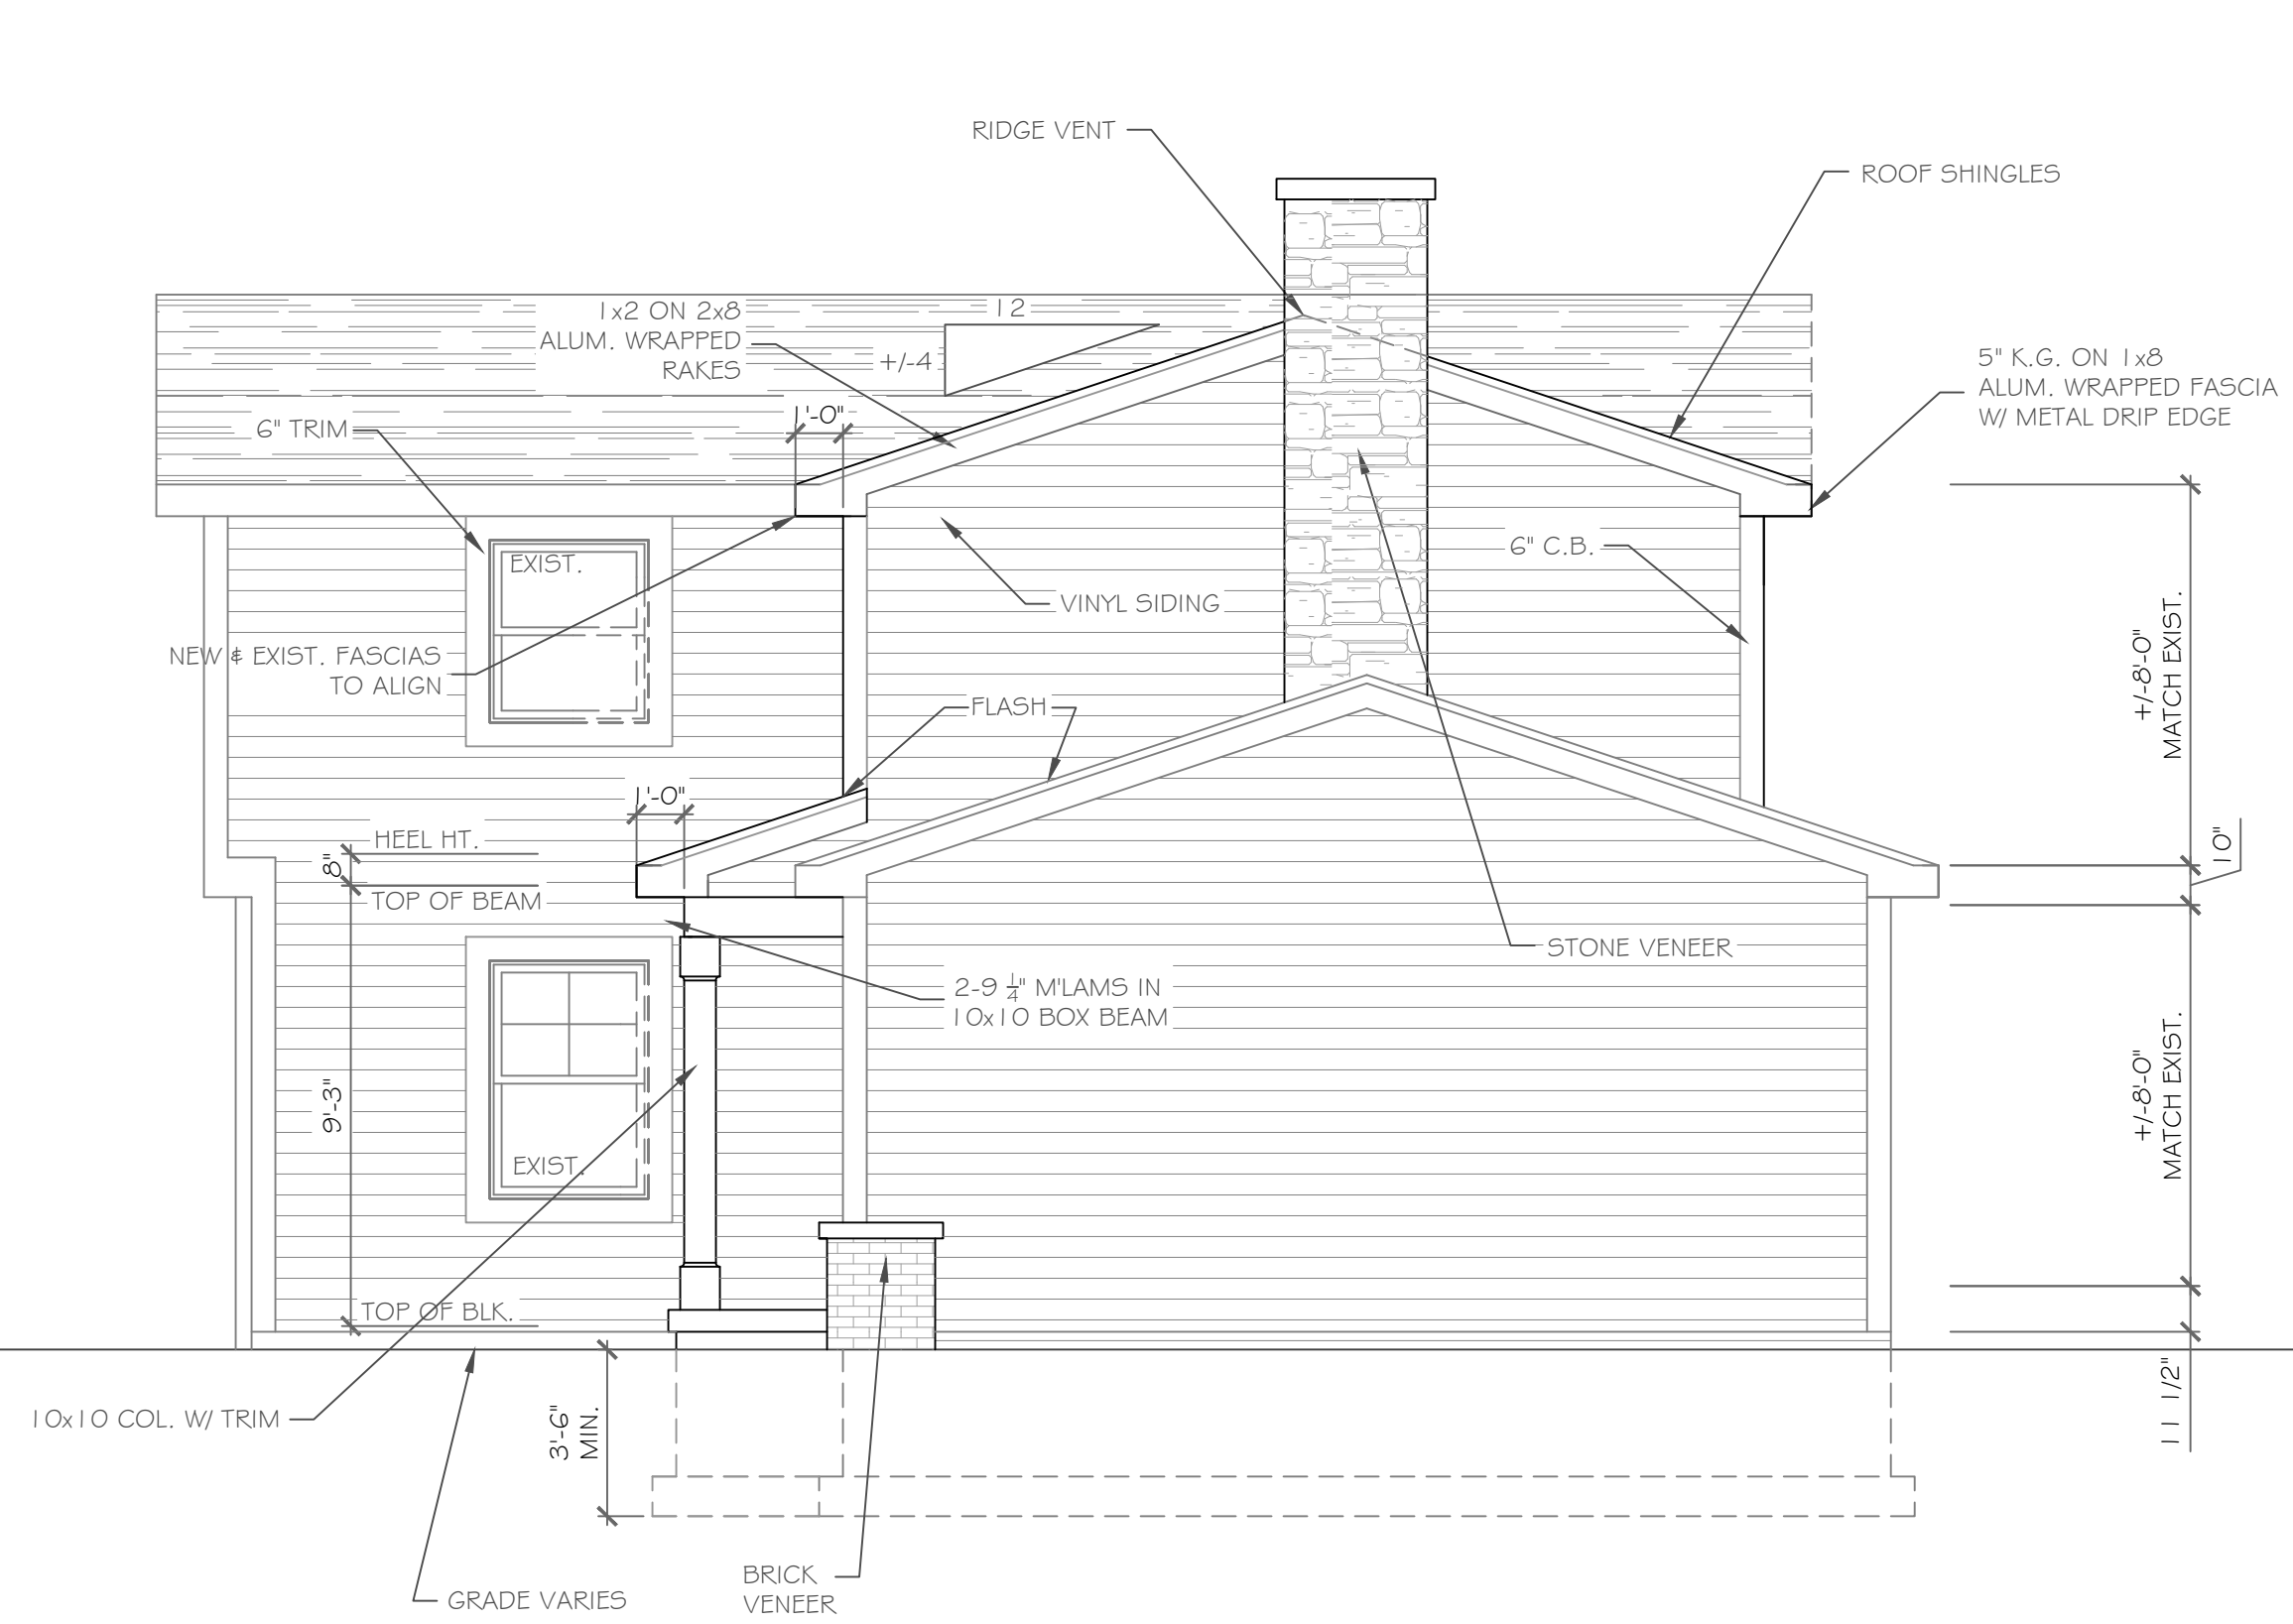 RIDGE VENT
ROOF SHINGLES
1x2 ON 2x8
ALUM. WRAPPED
RAKES
12
+/-4
5" K.G. ON 1x8
ALUM. WRAPPED FASCIA
W/ METAL DRIP EDGE
1'-0"
6" TRIM
EXIST.
6" C.B.
VINYL SIDING
NEW & EXIST. FASCIAS
TO ALIGN
+/-8'-0"
MATCH EXIST.
FLASH
1'-0"
HEEL HT.
8"
TOP OF BEAM
10"
STONE VENEER
2-9 1/4" M'LAMS IN
10x10 BOX BEAM
9'-3"
+/-8'-0"
MATCH EXIST.
EXIST.
TOP OF BLK.
11 1/2"
10x10 COL. W/ TRIM
3'-6"
MIN.
BRICK
VENEER
GRADE VARIES